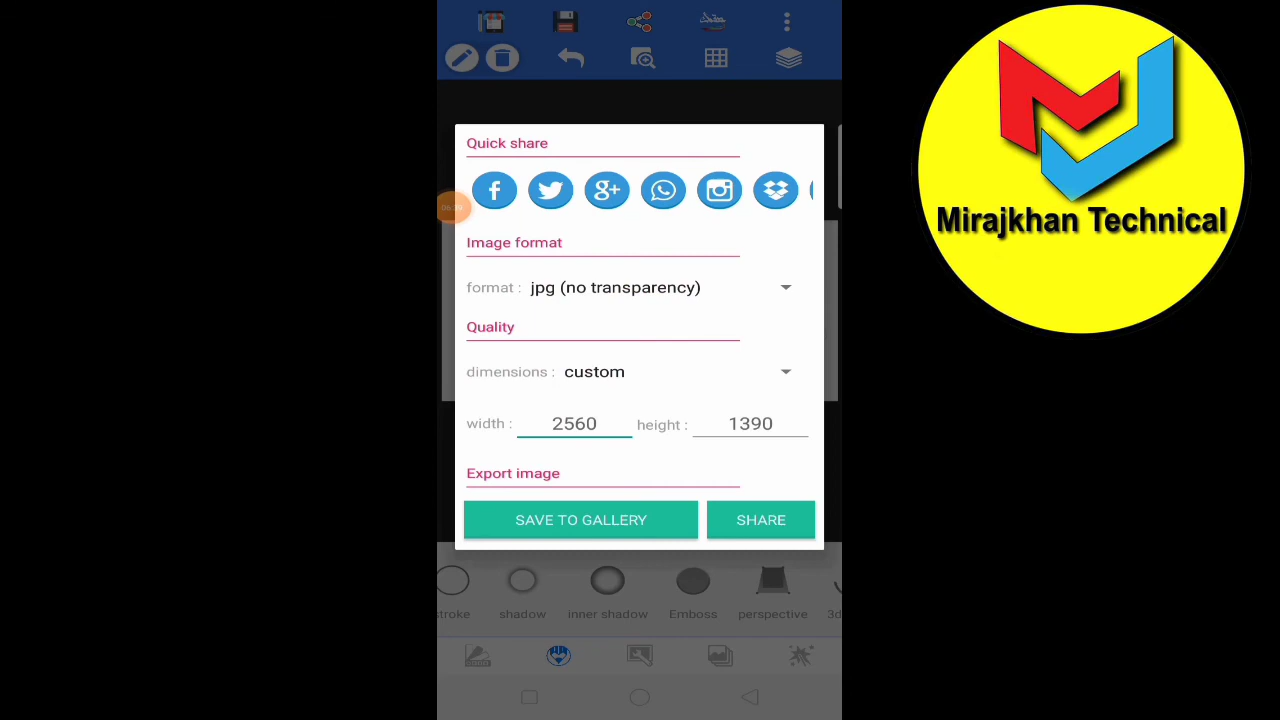 Quick share
Image format
format : jpg (no transparency)
Quality
dimensions : custom
width : 2560 height : 1390
Export image
SAVE TO GALLERY SHARE
stroke shadow inner shadow Emboss perspective 3d
Mirajkhan Technical